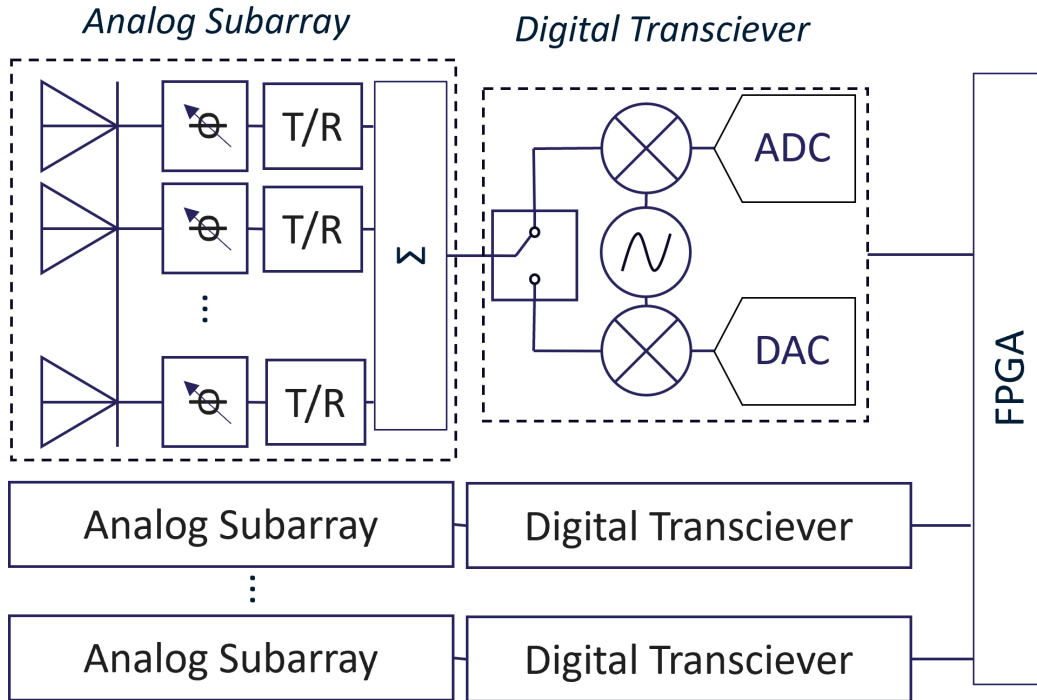 Analog Subarray
Digital Transciever
ϕ
T/R
ADC
ϕ
T/R
Σ
⋮
DAC
ϕ
T/R
FPGA
Analog Subarray
Digital Transciever
⋮
Analog Subarray
Digital Transciever